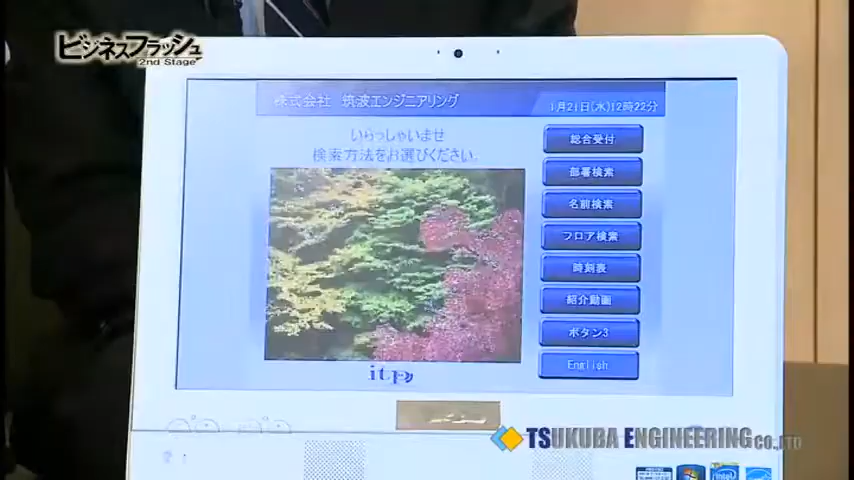 ビジネスフラッシュ
2nd Stage
株式会社 筑波エンジニアリング
1月21日(水)12時22分
いらっしゃいませ
検索方法をお選びください。
総合受付
部署検索
名前検索
フロア検索
時刻表
紹介動画
ボタン3
English
itp
TSUKUBA ENGINEERING CO.,LTD
intel